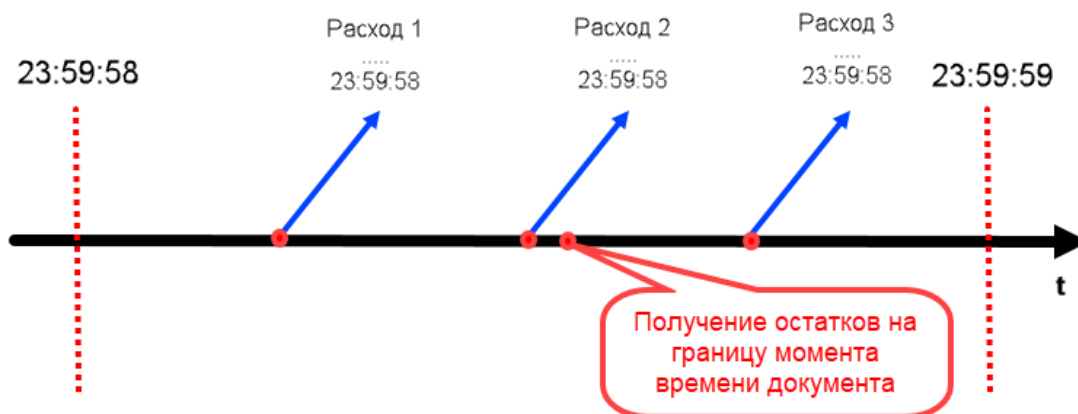 Расход 1
.....
23:59:58
Расход 2
.....
23:59:58
Расход 3
.....
23:59:58
23:59:58
23:59:59
t
Получение остатков на
границу момента
времени документа